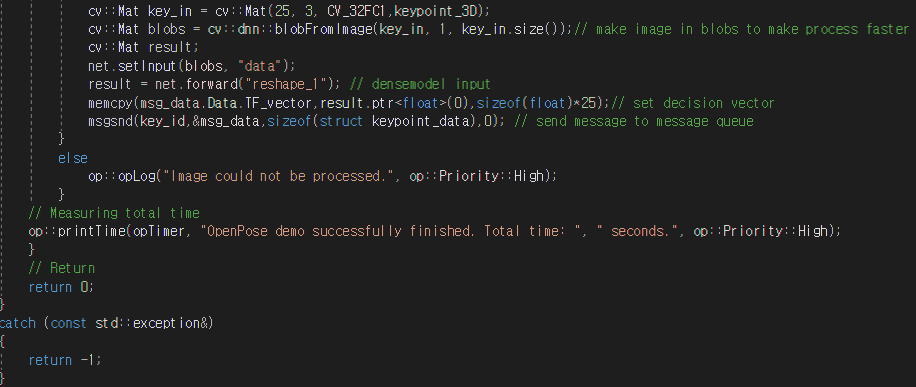 cv::Mat key_in = cv::Mat(25, 3, CV_32FC1,keypoint_3D);
cv::Mat blobs = cv::dnn::blobFromImage(key_in, 1, key_in.size());// make image in blobs to make process faster
cv::Mat result;
net.setInput(blobs, "data");
result = net.forward("reshape_1"); // densemodel input
memcpy(msg_data.Data.TF_vector,result.ptr<float>(0),sizeof(float)*25);// set decision vector
msgsnd(key_id,&msg_data,sizeof(struct keypoint_data),0); // send message to message queue
}
else
op::opLog("Image could not be processed.", op::Priority::High);
}
// Measuring total time
op::printTime(opTimer, "OpenPose demo successfully finished. Total time: ", " seconds.", op::Priority::High);
}
// Return
return 0;
}
catch (const std::exception&)
{
return -1;
}